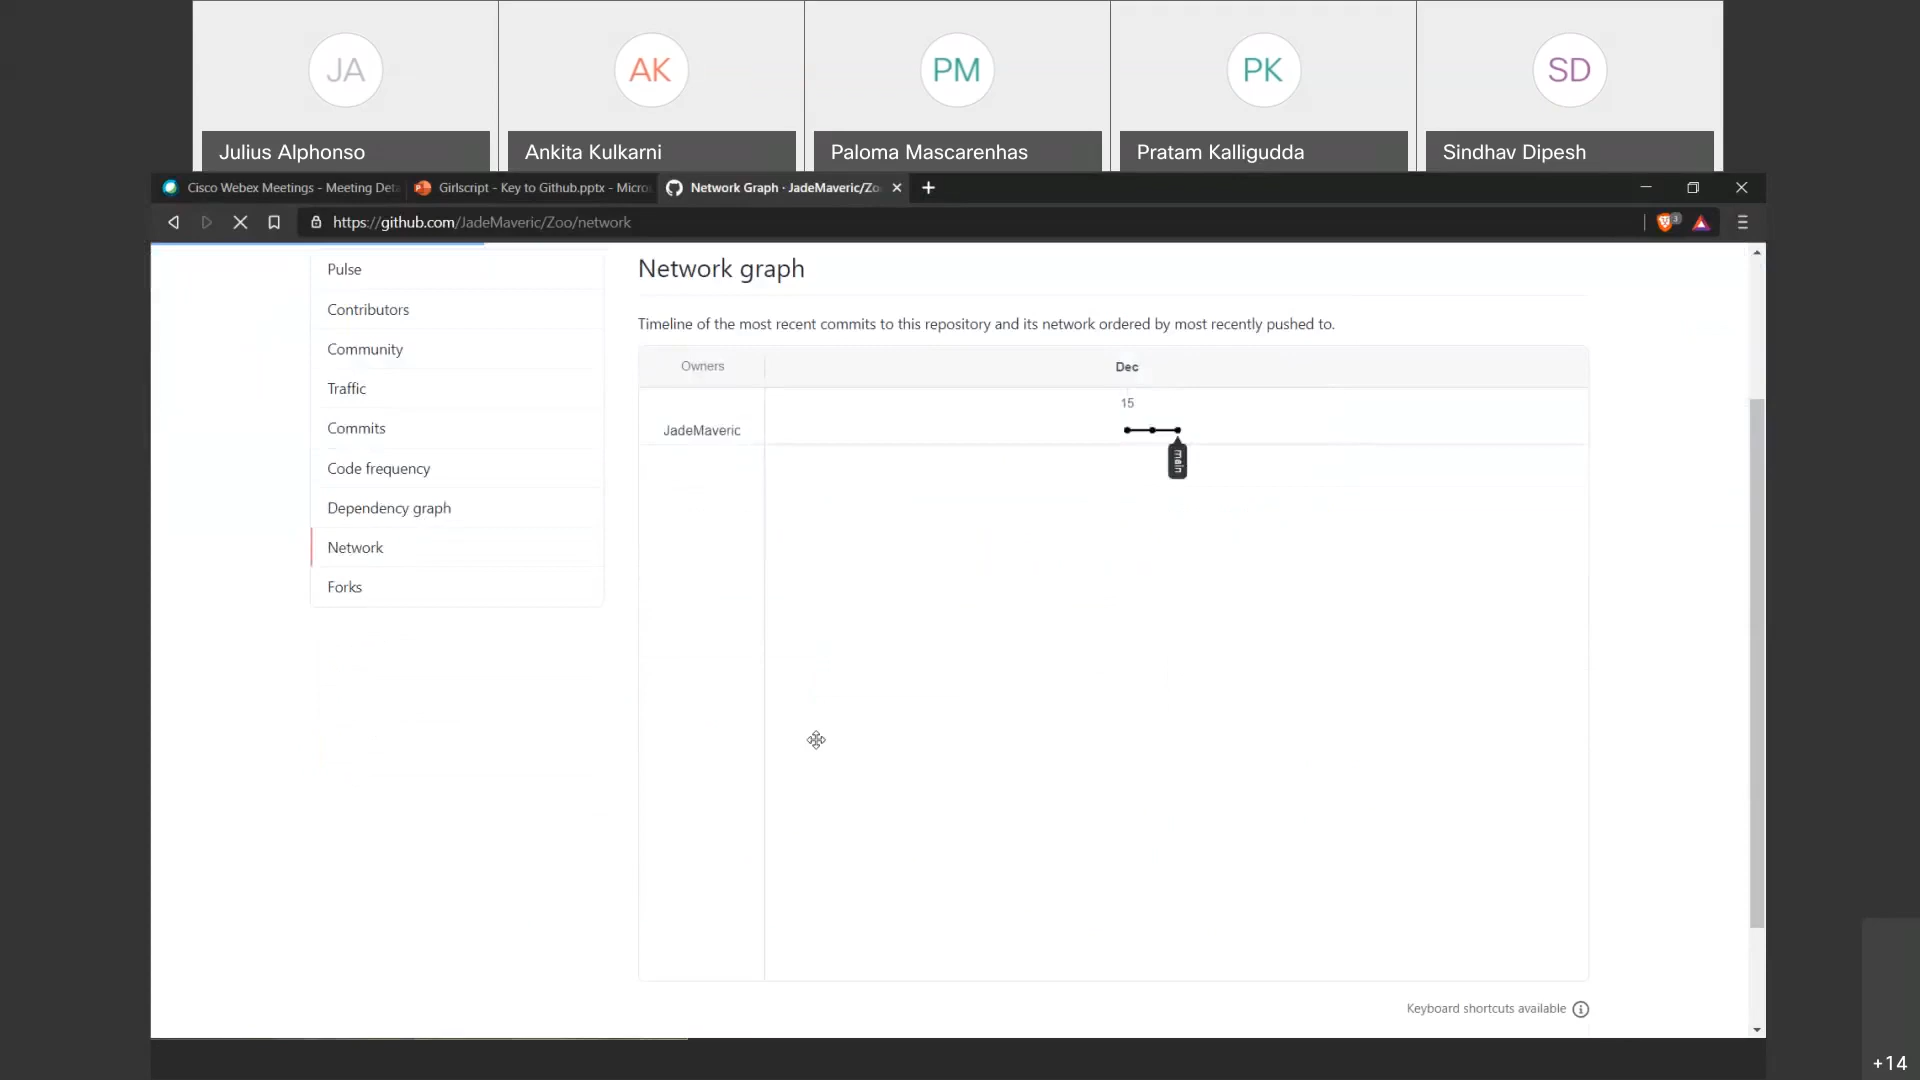 JA
AK
PM
PK
SD
Julius Alphonso
Ankita Kulkarni
Paloma Mascarenhas
Pratam Kalligudda
Sindhav Dipesh
Cisco Webex Meetings - Meeting Deta
Girlscript - Key to Github.pptx - Micro
Network Graph · JadeMaveric/Zo
https://github.com/JadeMaveric/Zoo/network
3
Pulse
Contributors
Community
Traffic
Commits
Code frequency
Dependency graph
Network
Forks
Network graph
Timeline of the most recent commits to this repository and its network ordered by most recently pushed to.
Owners
Dec
15
JadeMaveric
main
Keyboard shortcuts available
+14